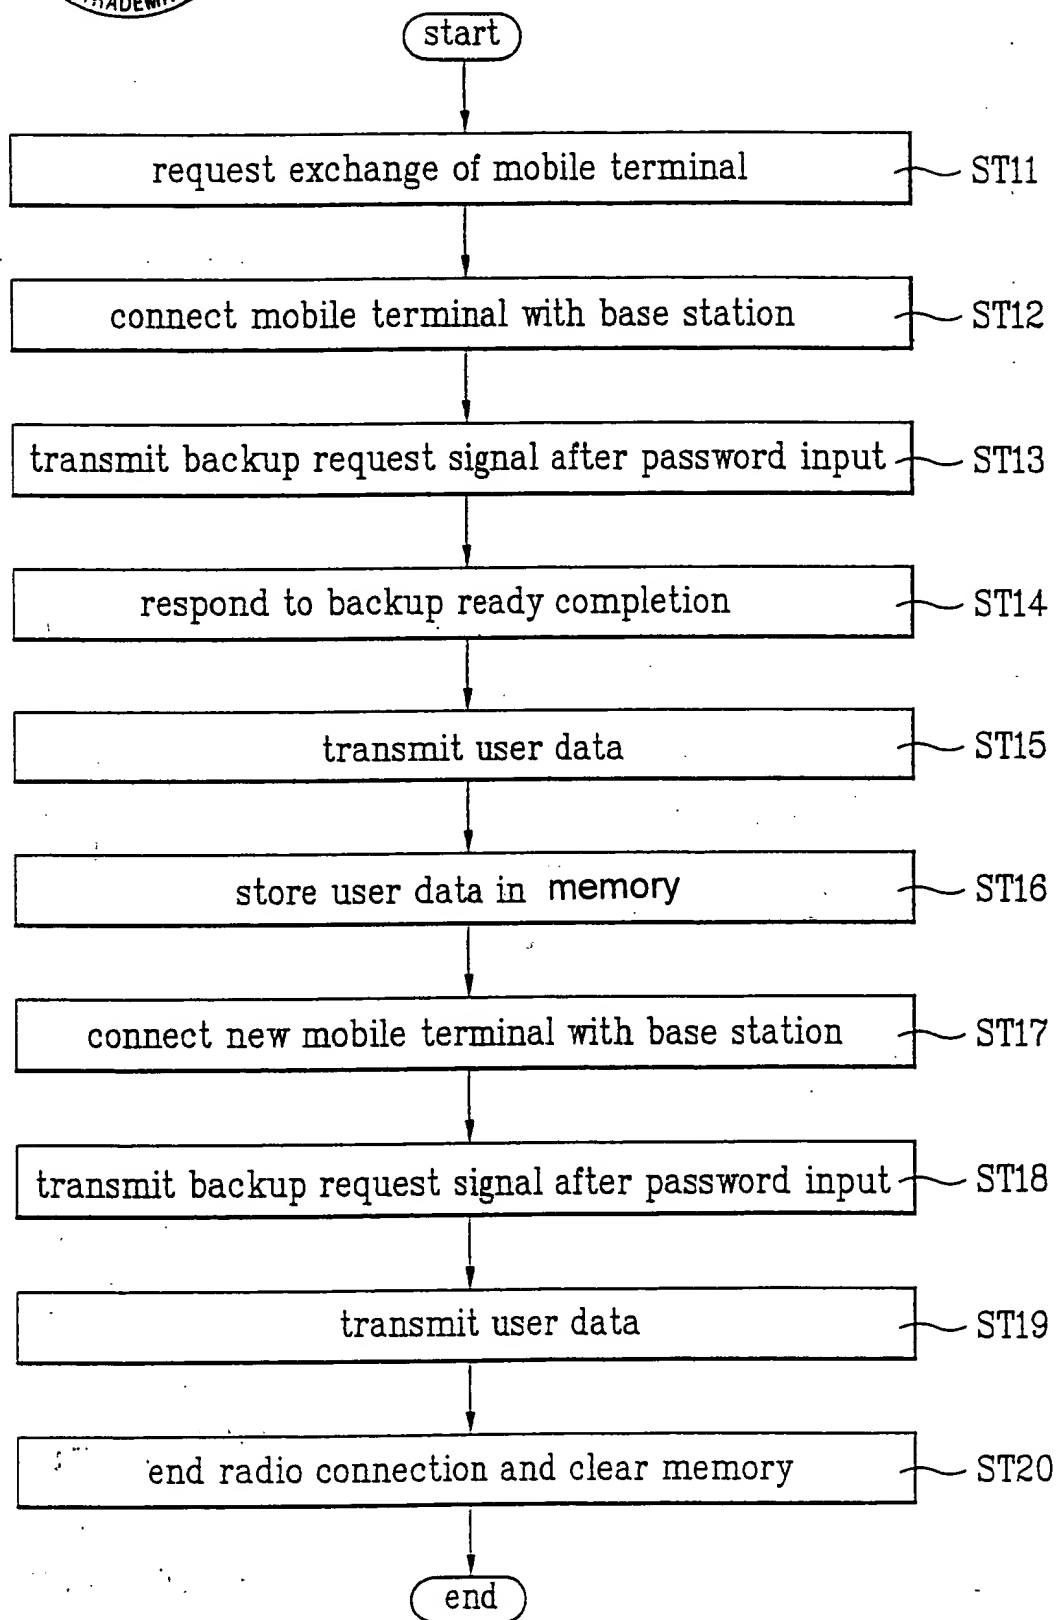 start
request exchange of mobile terminal ST11
connect mobile terminal with base station ST12
transmit backup request signal after password input ST13
respond to backup ready completion ST14
transmit user data ST15
store user data in memory ST16
connect new mobile terminal with base station ST17
transmit backup request signal after password input ST18
transmit user data ST19
end radio connection and clear memory ST20
end